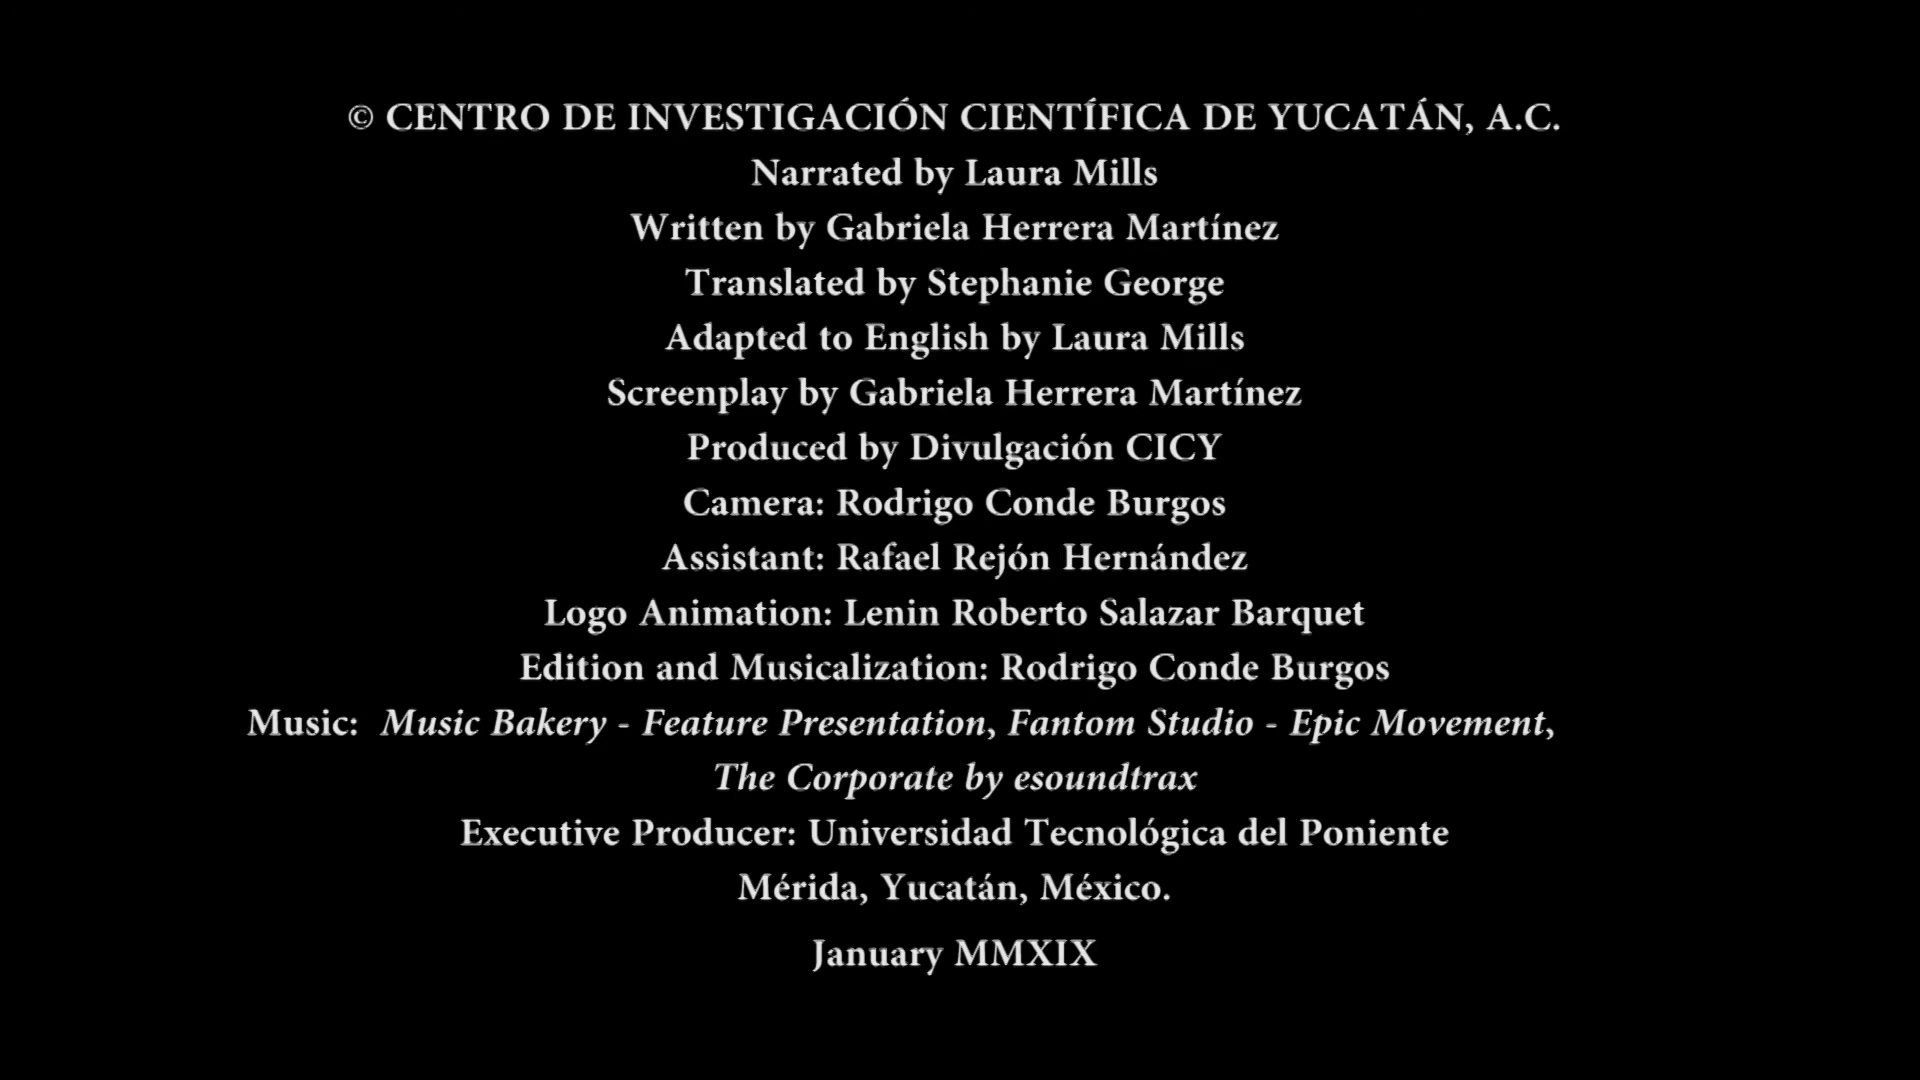 © CENTRO DE INVESTIGACIÓN CIENTÍFICA DE YUCATÁN, A.C.
Narrated by Laura Mills
Written by Gabriela Herrera Martínez
Translated by Stephanie George
Adapted to English by Laura Mills
Screenplay by Gabriela Herrera Martínez
Produced by Divulgación CICY
Camera: Rodrigo Conde Burgos
Assistant: Rafael Rejón Hernández
Logo Animation: Lenin Roberto Salazar Barquet
Edition and Musicalization: Rodrigo Conde Burgos
Music: Music Bakery - Feature Presentation, Fantom Studio - Epic Movement,
The Corporate by esoundtrax
Executive Producer: Universidad Tecnológica del Poniente
Mérida, Yucatán, México.
January MMXIX